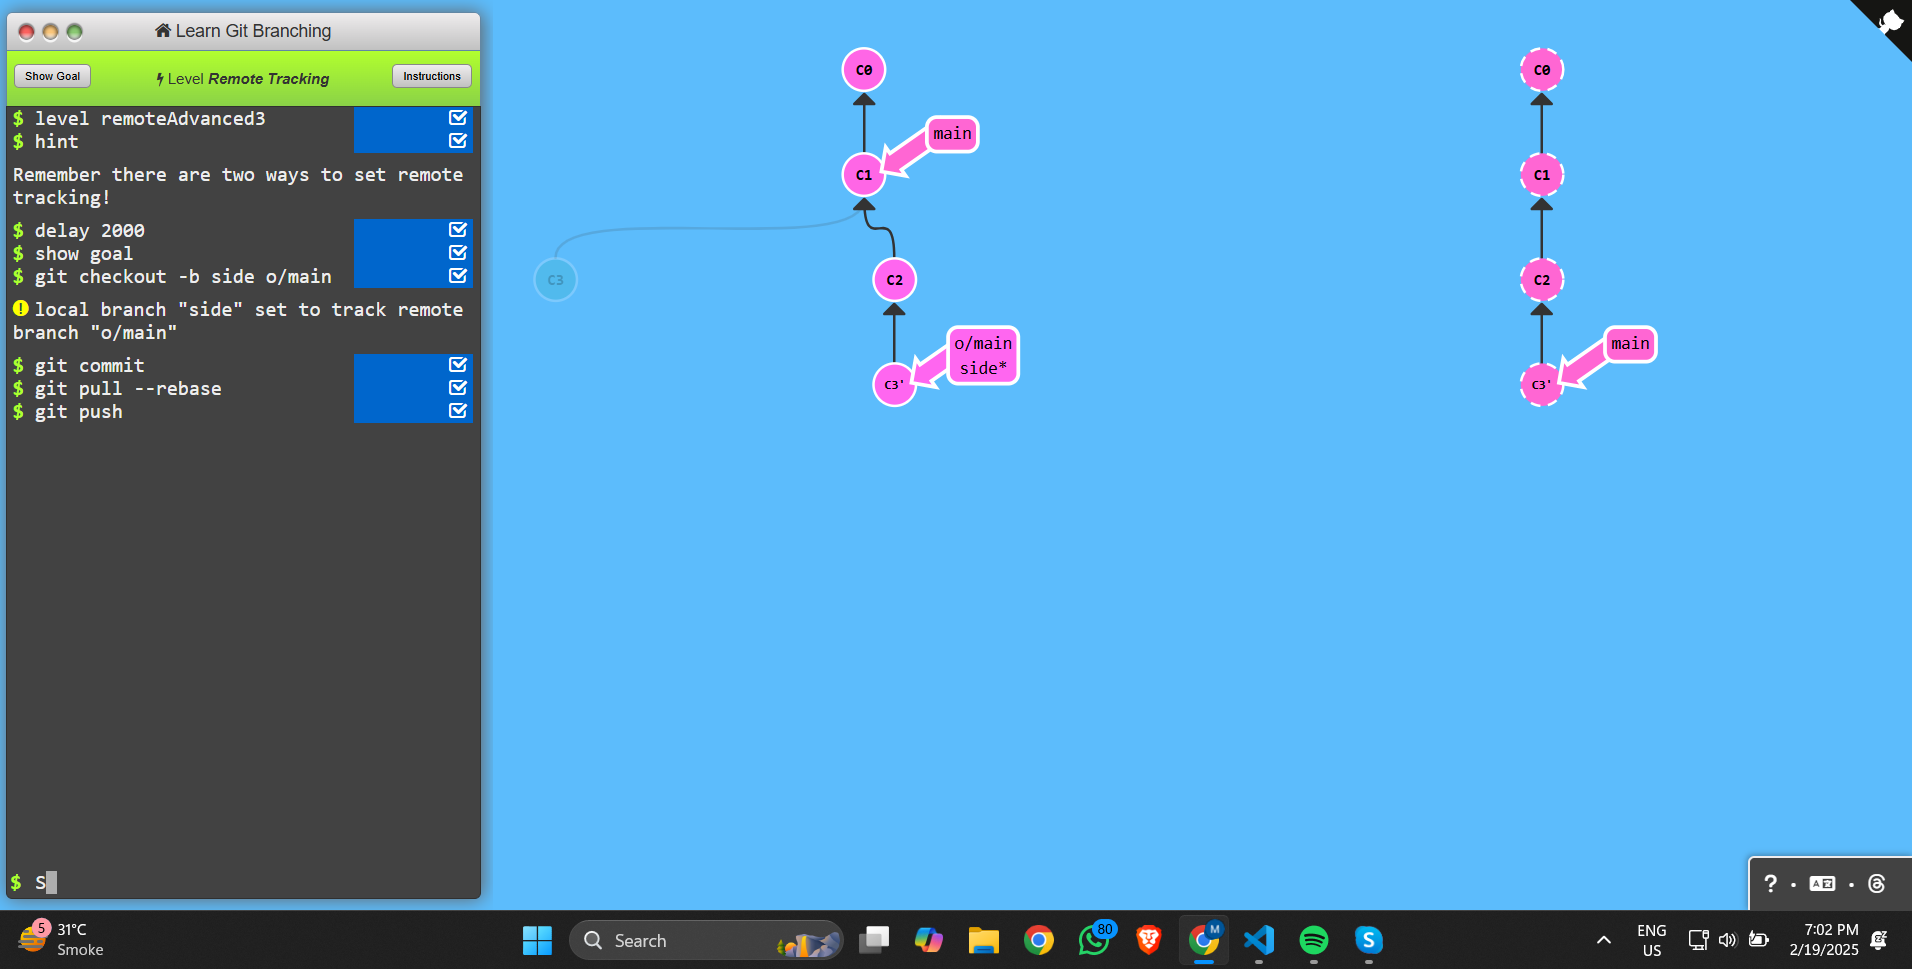 Learn Git Branching
Show Goal
Level Remote Tracking
Instructions
$ level remoteAdvanced3
$ hint
Remember there are two ways to set remote
tracking!
$ delay 2000
$ show goal
$ git checkout -b side o/main
! local branch "side" set to track remote
branch "o/main"
$ git commit
$ git pull --rebase
$ git push
$ S
C0
main
C1
C3
C2
o/main
side*
C3'
C0
C1
C2
main
C3'
?
5
31°C
Smoke
Search
80
M
S
ENG
US
7:02 PM
2/19/2025